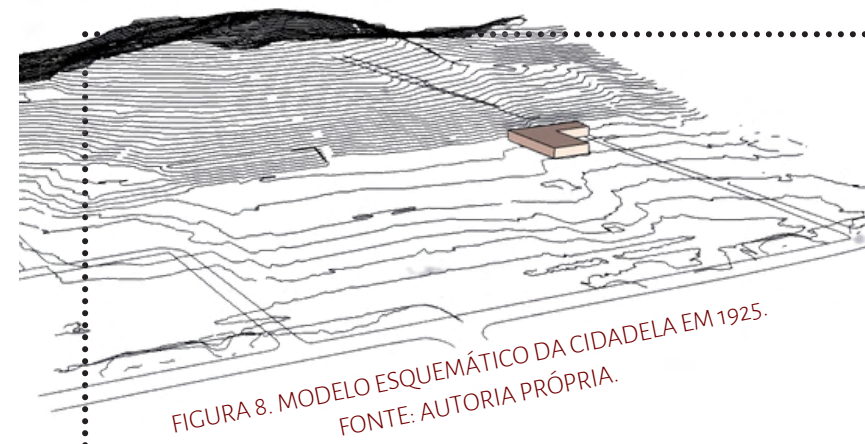 FIGURA 8. MODELO ESQUEMÁTICO DA CIDADELA EM 1925.
FONTE: AUTORIA PRÓPRIA.